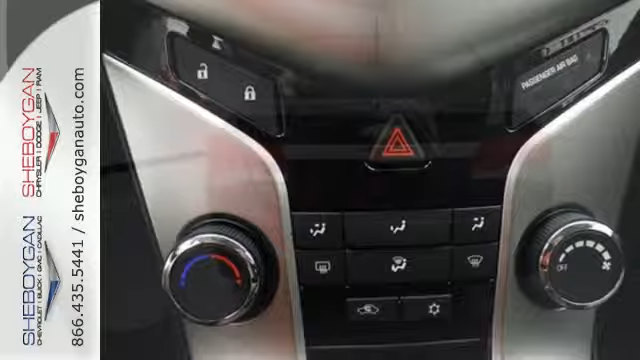 SHEBOYGAN
CHRYSLER | DODGE | JEEP | RAM
SHEBOYGAN
CHEVROLET | BUICK | GMC | CADILLAC
866.435.5441 / sheboyganauto.com
PASSENGER AIR BAG
OFF